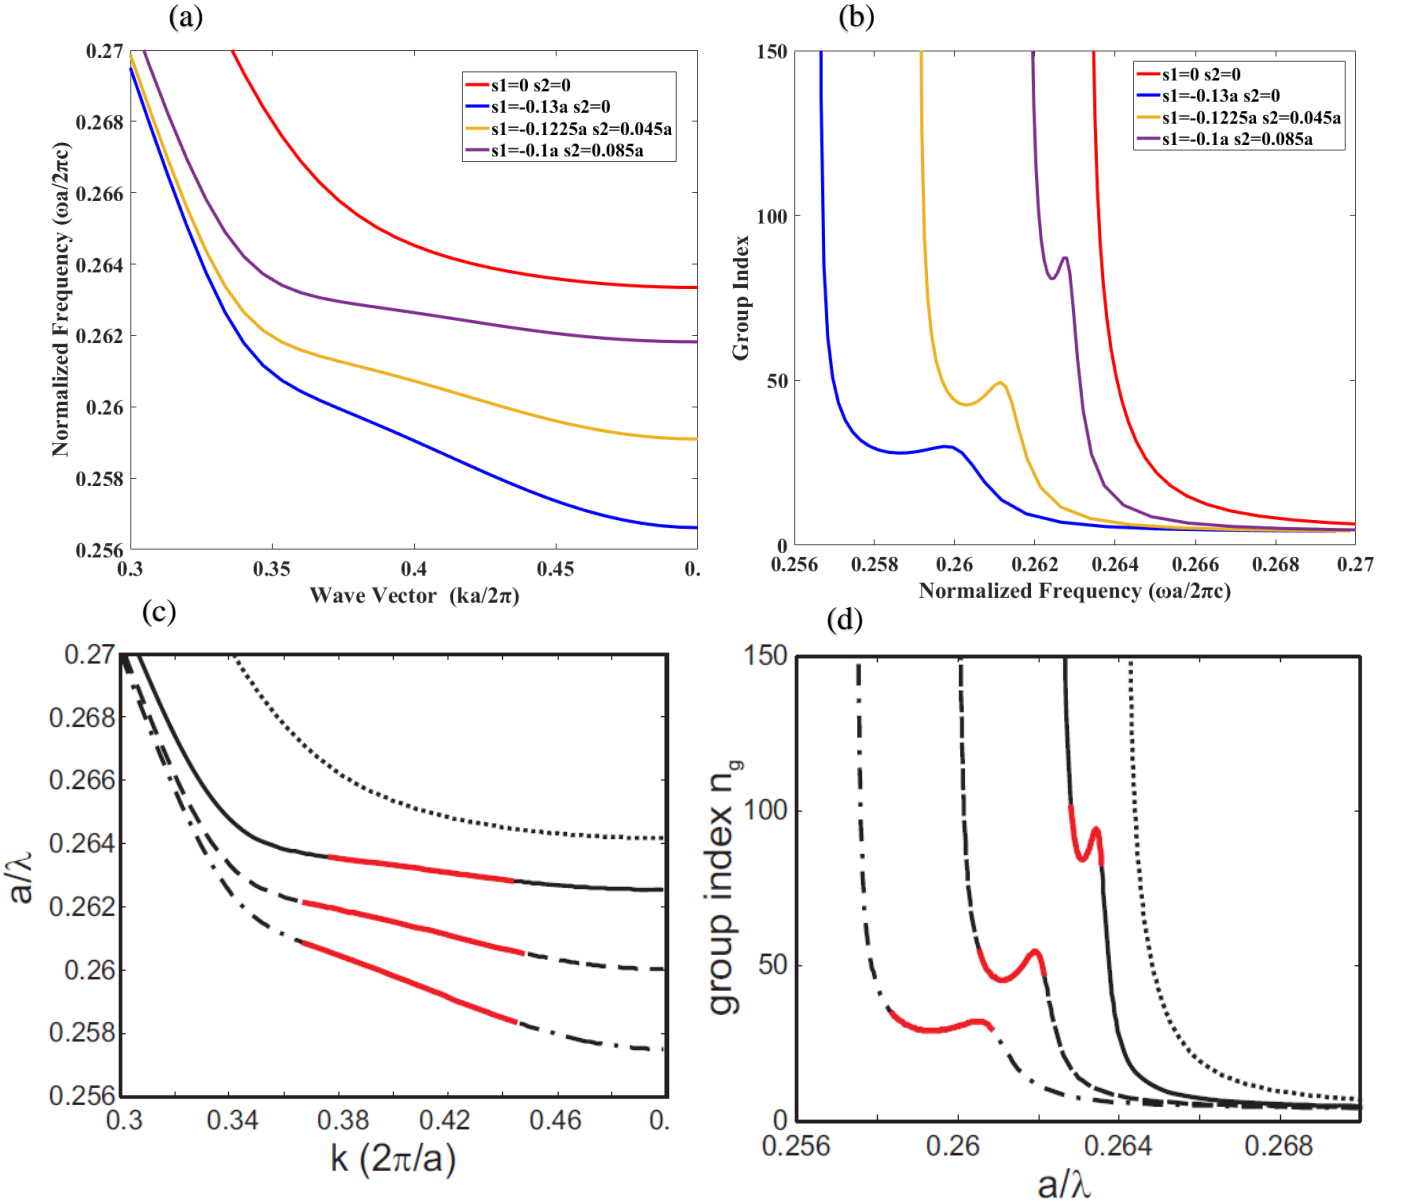 (a)
0.27
0.268
0.266
0.264
0.262
0.26
0.258
0.256
0.3
0.35
0.4
0.45
0.
Normalized Frequency (ωa/2πc)
Wave Vector (ka/2π)
s1=0 s2=0
s1=-0.13a s2=0
s1=-0.1225a s2=0.045a
s1=-0.1a s2=0.085a
(b)
150
100
50
0
0.256
0.258
0.26
0.262
0.264
0.266
0.268
0.27
Group Index
Normalized Frequency (ωa/2πc)
s1=0 s2=0
s1=-0.13a s2=0
s1=-0.1225a s2=0.045a
s1=-0.1a s2=0.085a
(c)
0.27
0.268
0.266
0.264
0.262
0.26
0.258
0.256
0.3
0.34
0.38
0.42
0.46
0.
a/λ
k (2π/a)
(d)
150
100
50
0
0.256
0.26
0.264
0.268
group index ng
a/λ